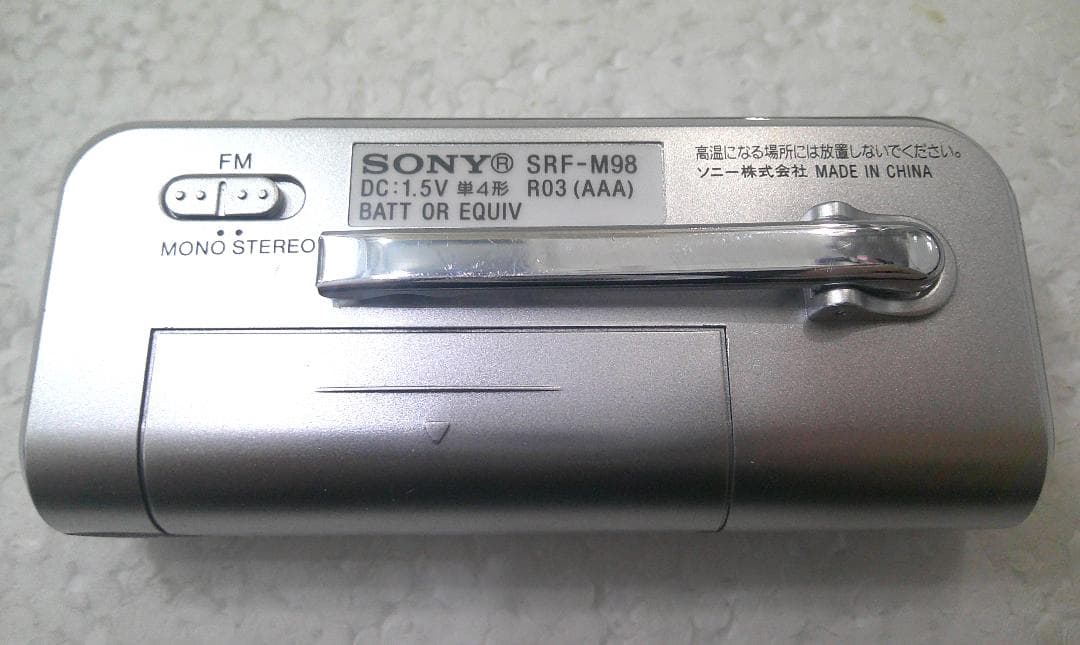 FM
MONO STEREO
SONY® SRF-M98
DC:1.5V 単4形 R03 (AAA)
BATT OR EQUIV
高温になる場所には放置しないでください。
ソニー株式会社 MADE IN CHINA